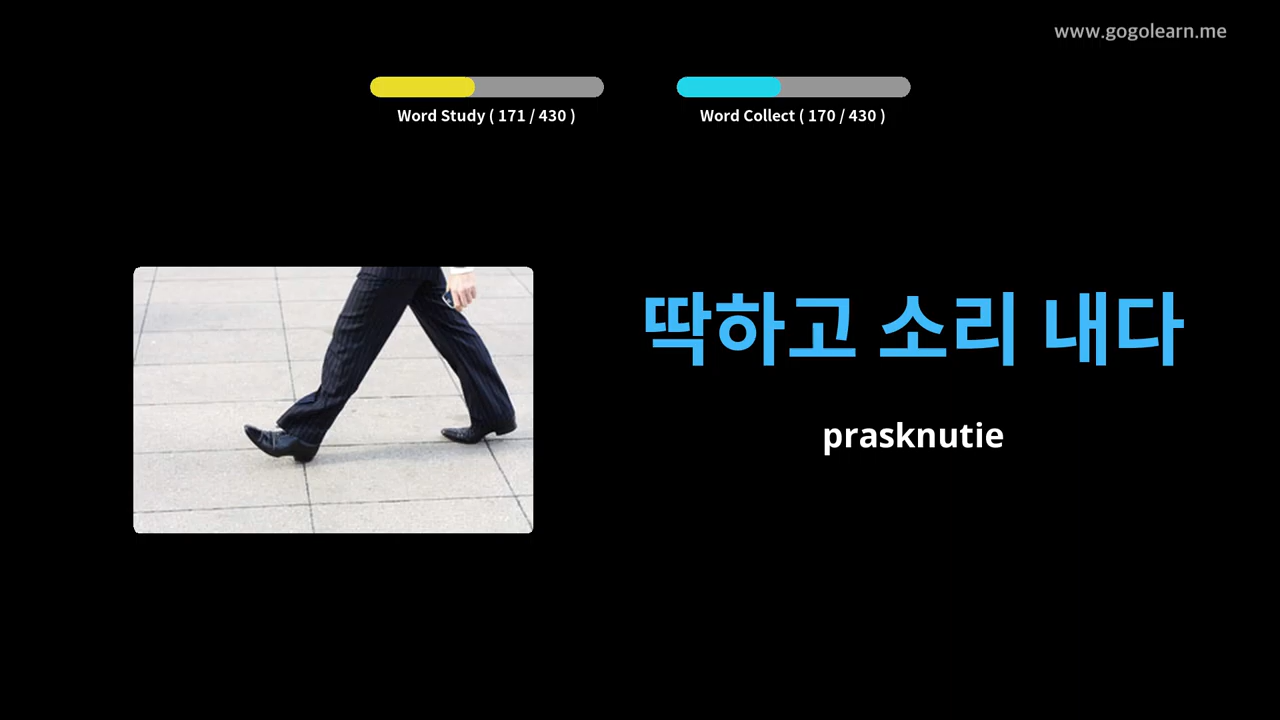 www.gogolearn.me
Word Study ( 171 / 430 )
Word Collect ( 170 / 430 )
딱하고 소리 내다
prasknutie